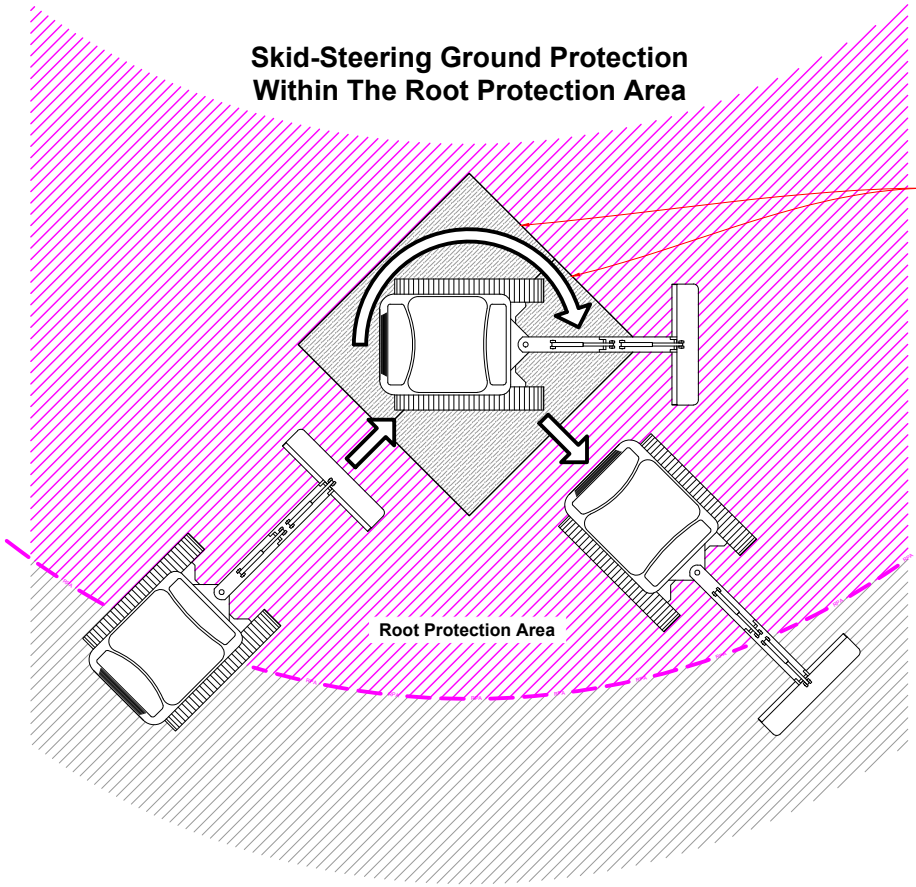 Skid-Steering Ground Protection
Within The Root Protection Area
Root Protection Area